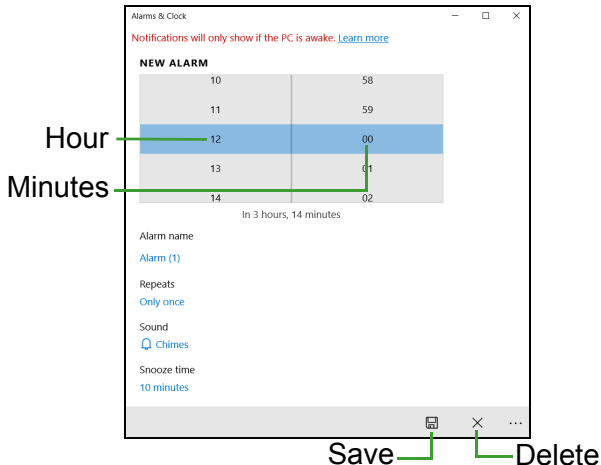 Alarms & Clock
Notifications will only show if the PC is awake. Learn more
NEW ALARM
10 58
11 59
Hour 12 00
13 01
Minutes
14 02
In 3 hours, 14 minutes
Alarm name
Alarm (1)
Repeats
Only once
Sound
Chimes
Snooze time
10 minutes
Save Delete